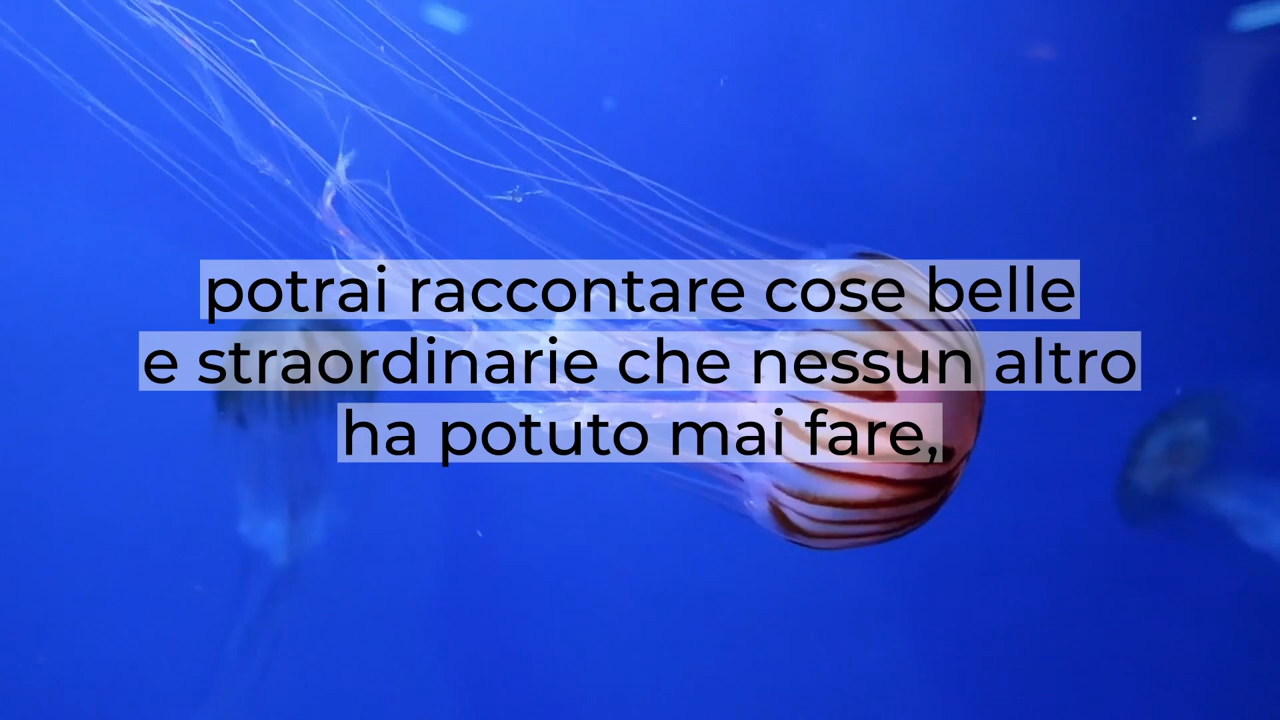 potrai raccontare cose belle
e straordinarie che nessun altro
ha potuto mai fare,